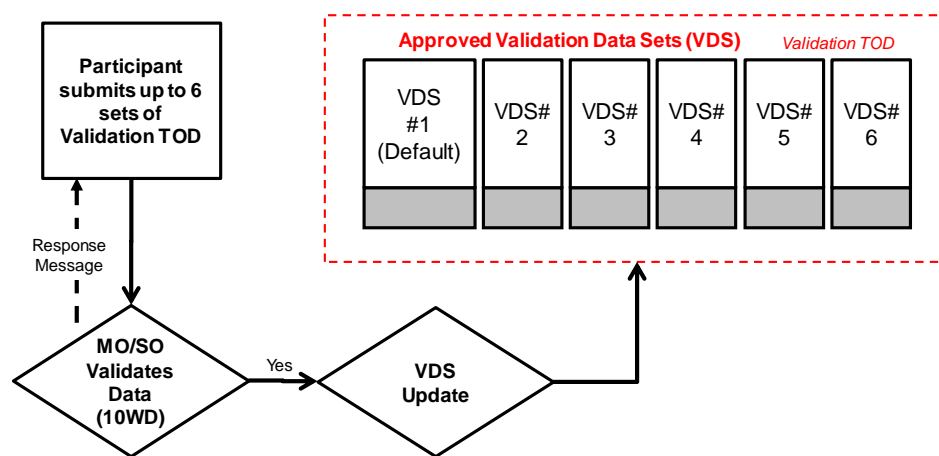 Participant
submits up to 6
sets of
Validation TOD
Approved Validation Data Sets (VDS) Validation TOD
VDS
#1
(Default)
VDS#
2
VDS#
3
VDS#
4
VDS#
5
VDS#
6
Response
Message
MO/SO
Validates
Data
(10WD)
Yes
VDS
Update